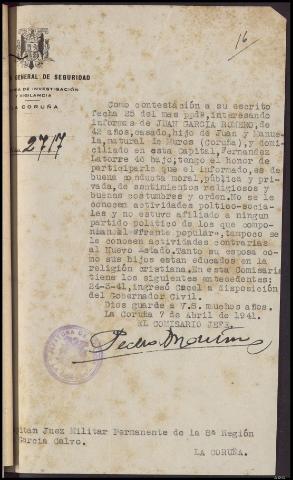 16
GENERAL DE SEGURIDAD
DE INVESTIGACIÓN
Y VIGILANCIA
LA CORUÑA
2717
Como contestación a su escrito
fecha 25 del mes ppdº, interesando
informes de JUAN GARCIA ROMERO, de
42 años, casado, hijo de Juan y Manue-
la, natural de Muros (Coruña), y domi-
ciliado en esta Capital, Fernandez
Latorre 40 bajo, tengo el honor de
participarle que el informado, es de
buena conducta moral, pública y pri-
vada, de sentimientos religiosos y
buenas costumbres y orden. No se le
conocen actividades político-socia-
les y no estuvo afiliado a ningun
partido politico de los que compo-
nian el "Frente popular", tampoco se
le conocen actividades contrarias
al Nuevo Estado. Tanto su esposa co-
mo sus hijos estan educados en la
religión cristiana. En esta Comisaria
tiene los siguientes antecedentes:
24-3-41, ingresó Carcel a disposición
del Gobernador Civil.
Dios guarde a V.S. muchos años.
La Coruña 7 de Abril de 1941.
EL COMISARIO JEFE,
Pedro
Juez Militar Permanente de la 8ª Región
Garcia Calvo.
LA CORUÑA.